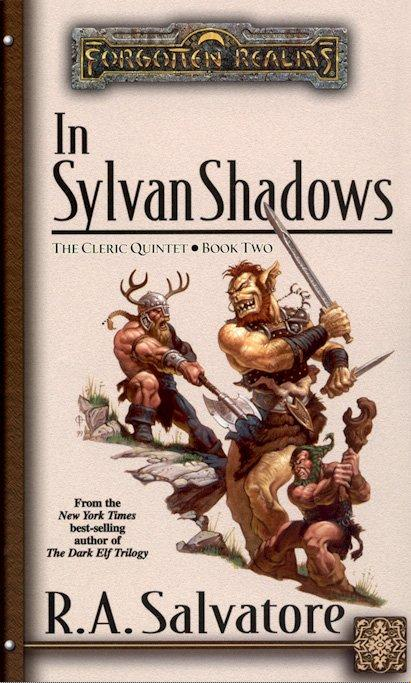 FORGOTTEN REALMS
In
Sylvan Shadows
THE CLERIC QUINTET • BOOK TWO
From the
New York Times
best-selling
author of
The Dark Elf Trilogy
R.A. Salvatore